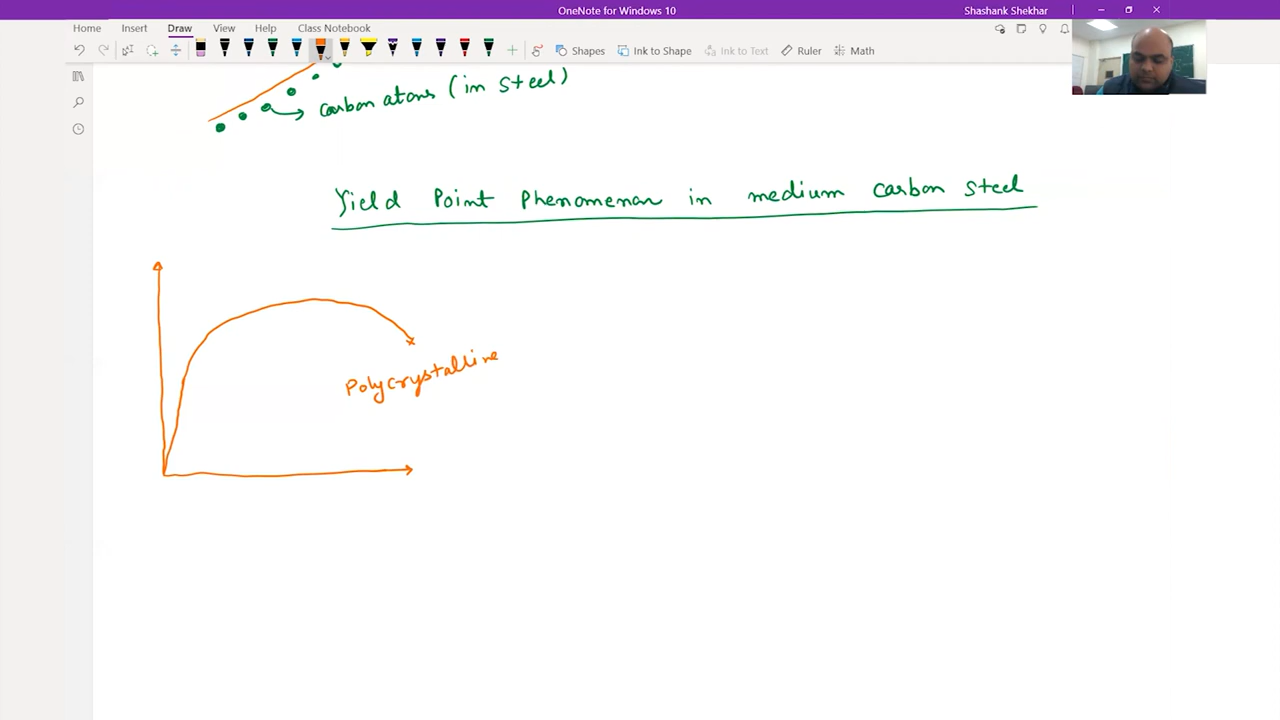 OneNote for Windows 10
Shashank Shekhar
Home Insert Draw View Help Class Notebook
Shapes Ink to Shape Ink to Text Ruler Math
carbon atoms (in steel)
Yield Point Phenomenon in medium carbon steel
Polycrystalline